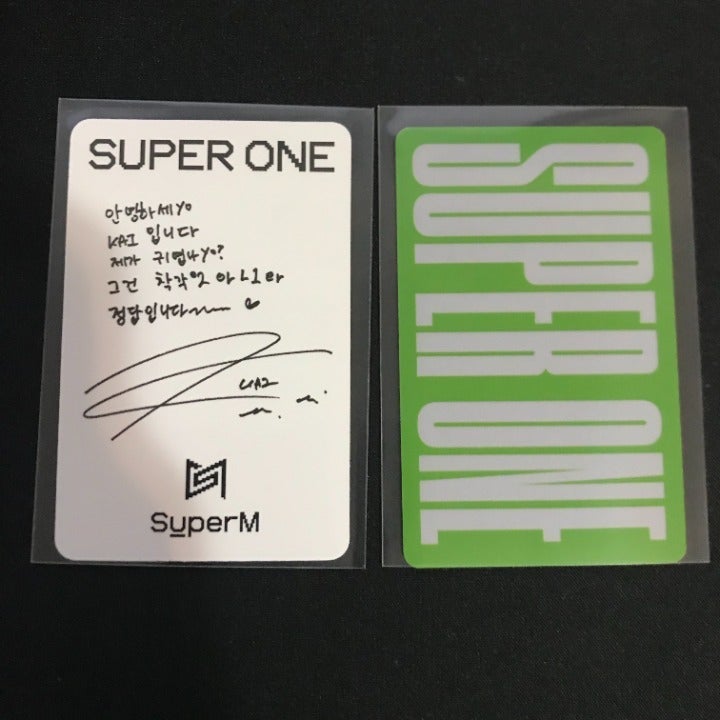 SUPER ONE
안녕하세요
KAI 입니다
제가 귀엽나요?
그건 착각이 아니라
정답입니다~~ ♡
KAI
SuperM
SUPER ONE